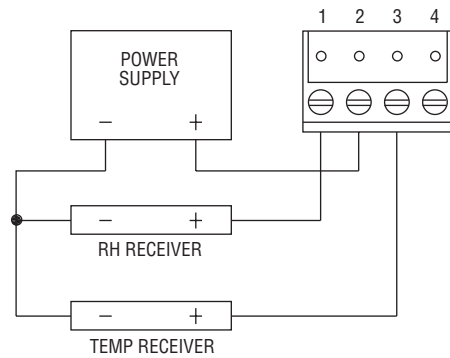 1 2 3 4
POWER
SUPPLY
− +
− +
RH RECEIVER
− +
TEMP RECEIVER